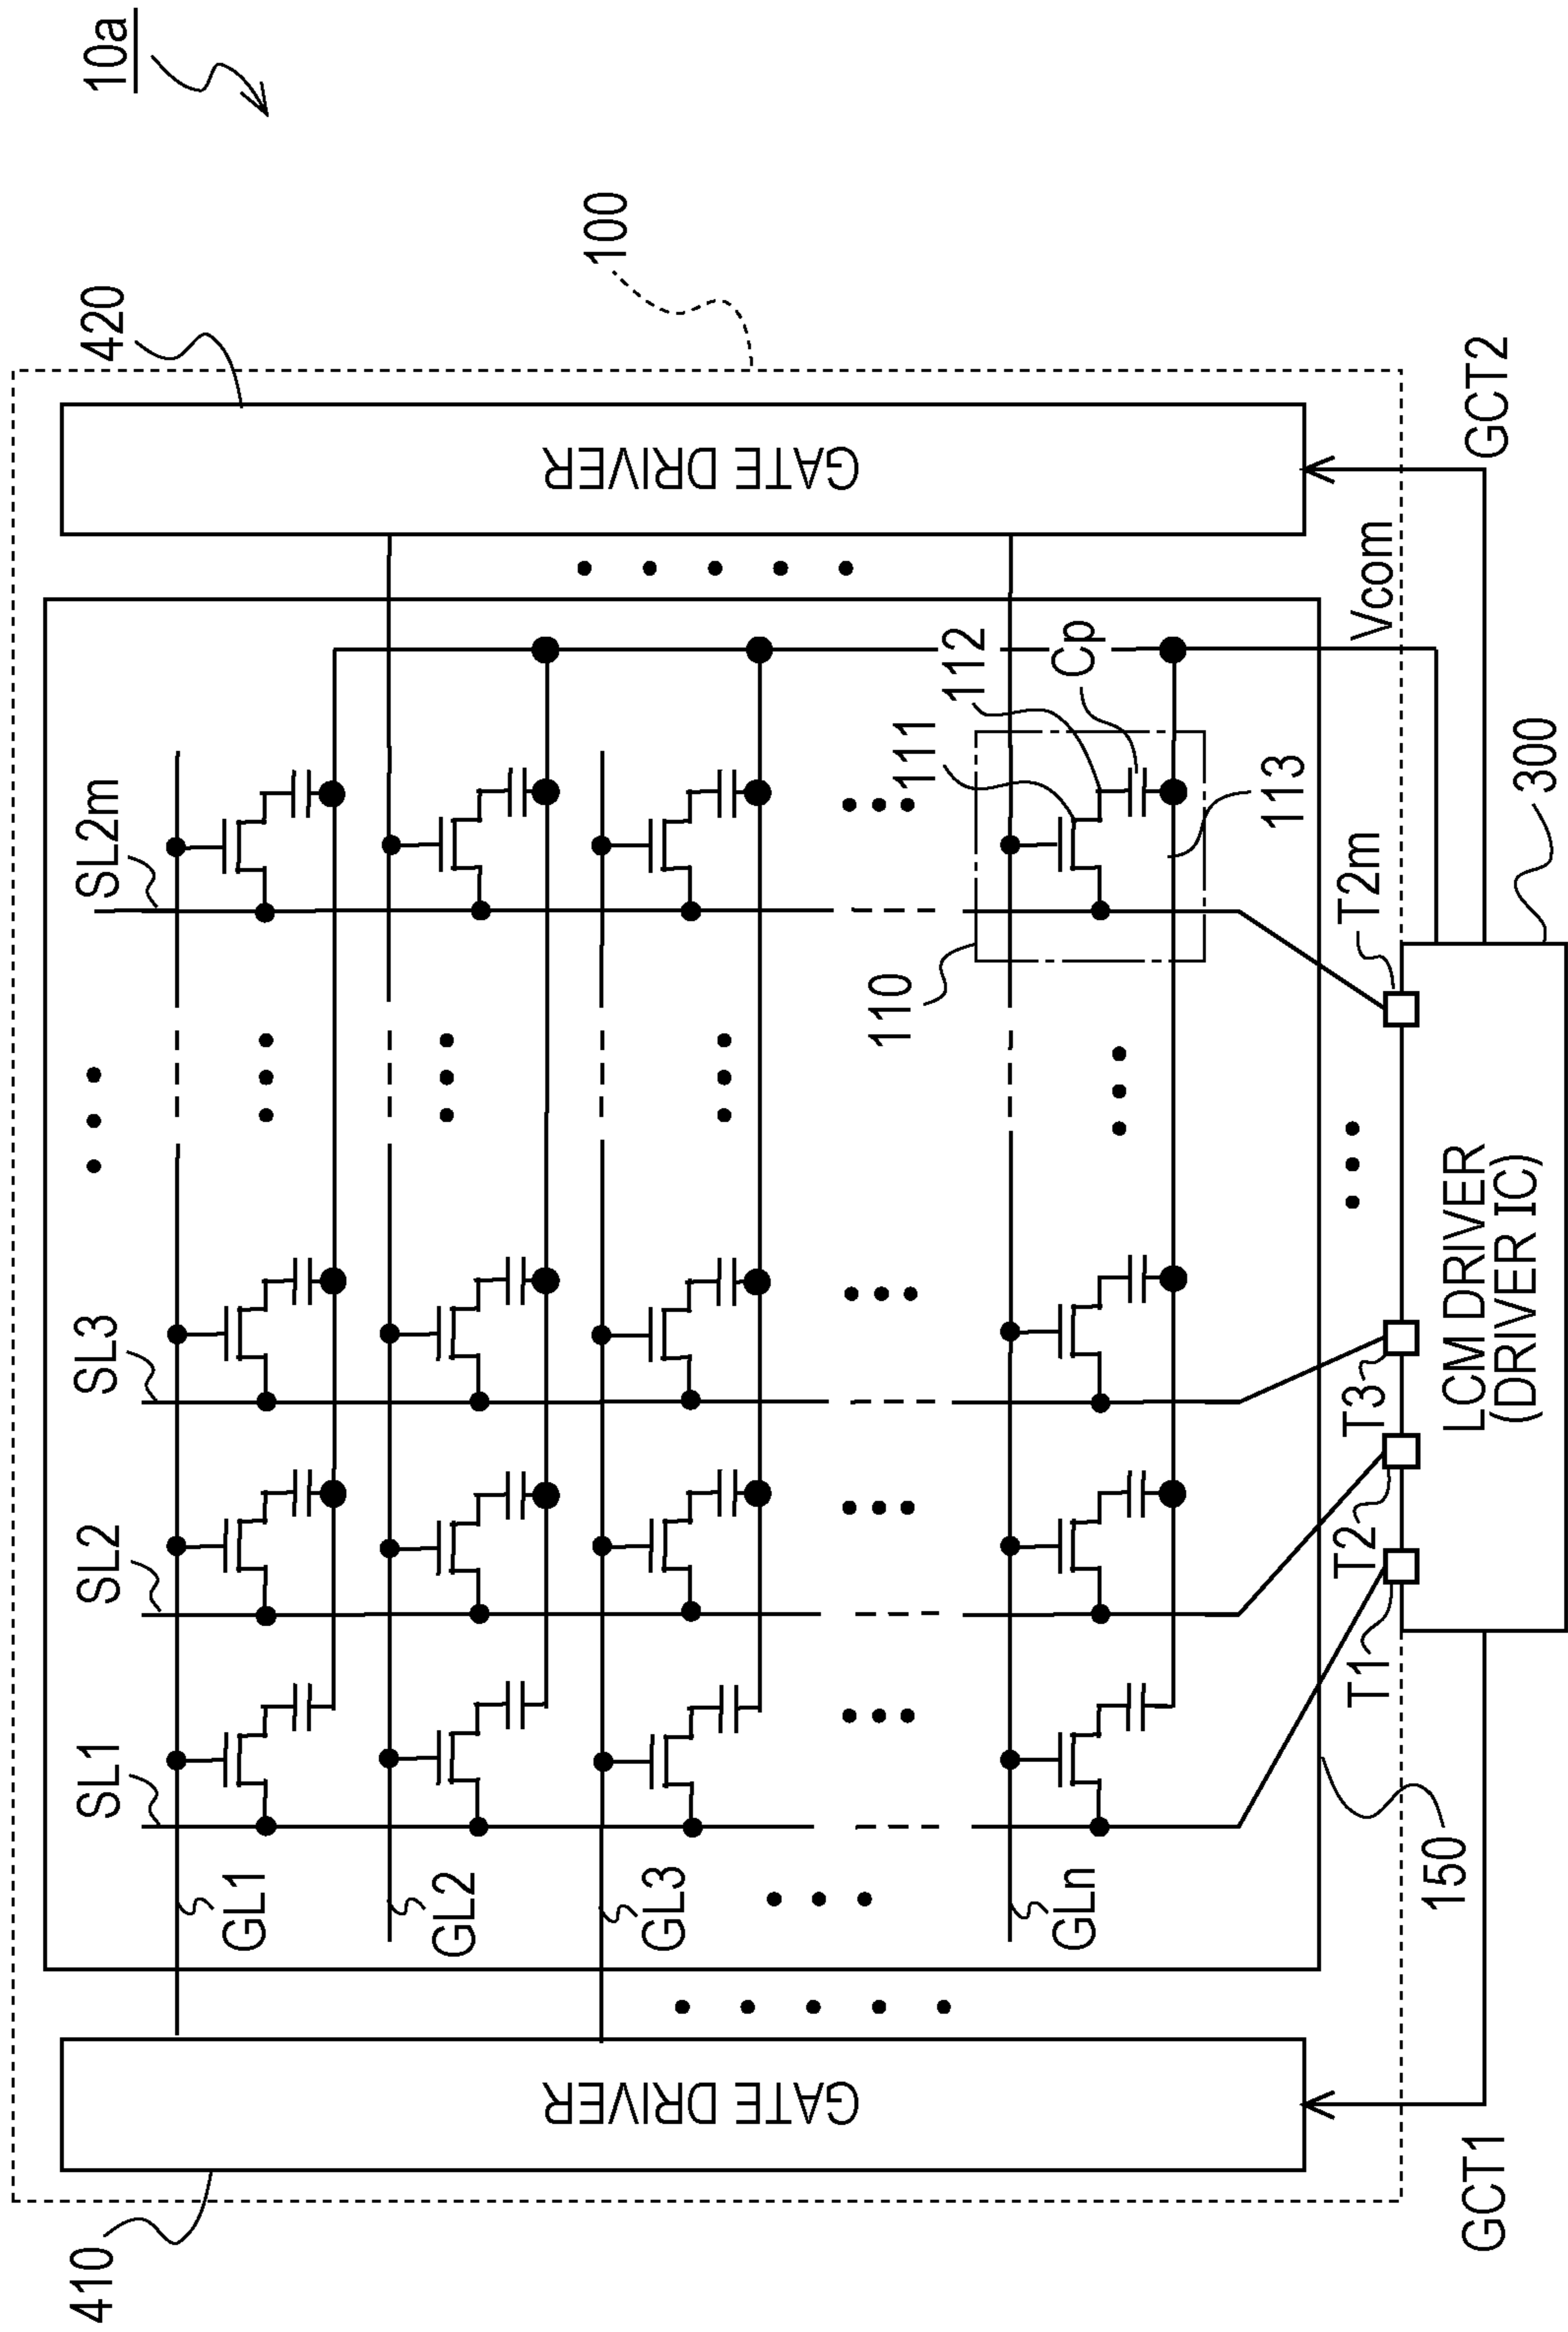 10a
100
420
GATE DRIVER
GCT2
Vcom
SL2m
112
Cp
111
113
110
T2m
300
SL3
T3
LCM DRIVER
(DRIVER IC)
SL2
T2
SL1
T1
GL1
GL2
GL3
GLn
150
GATE DRIVER
410
GCT1